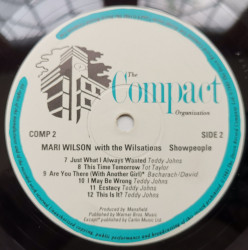 The
Compact
Organization
COMP 2
SIDE 2
MARI WILSON with the Wilsations Showpeople
7 Just What I Always Wanted Teddy Johns
8 This Time Tomorrow Tot Taylor
9 Are You There (With Another Girl)* Bacharach/David
10 I May Be Wrong Teddy Johns
11 Ecstacy Teddy Johns
12 This Is It? Teddy Johns
Produced by Mansfield
Published by Warner Bros. Music
Except* published by Carlin Music Ltd.